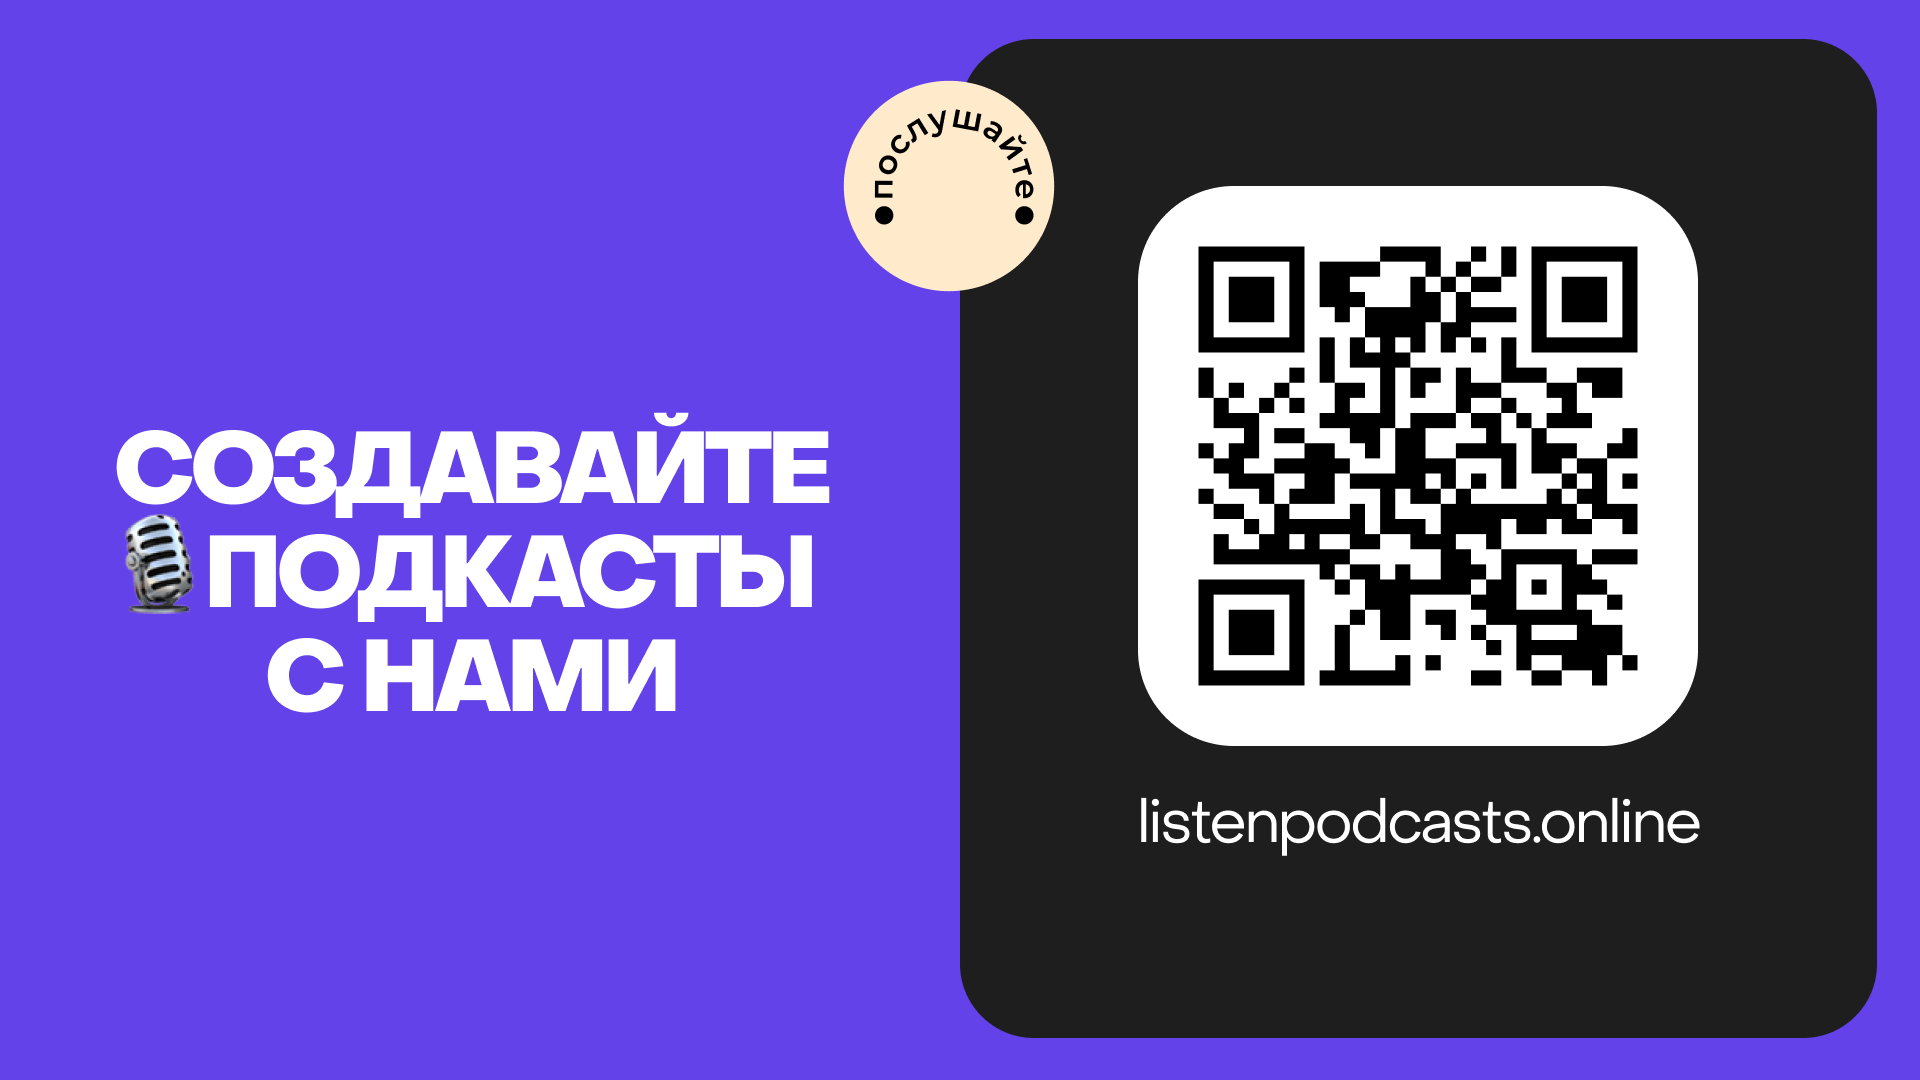 СОЗДАВАЙТЕ
ПОДКАСТЫ
С НАМИ
• послушайте •
listenpodcasts.online